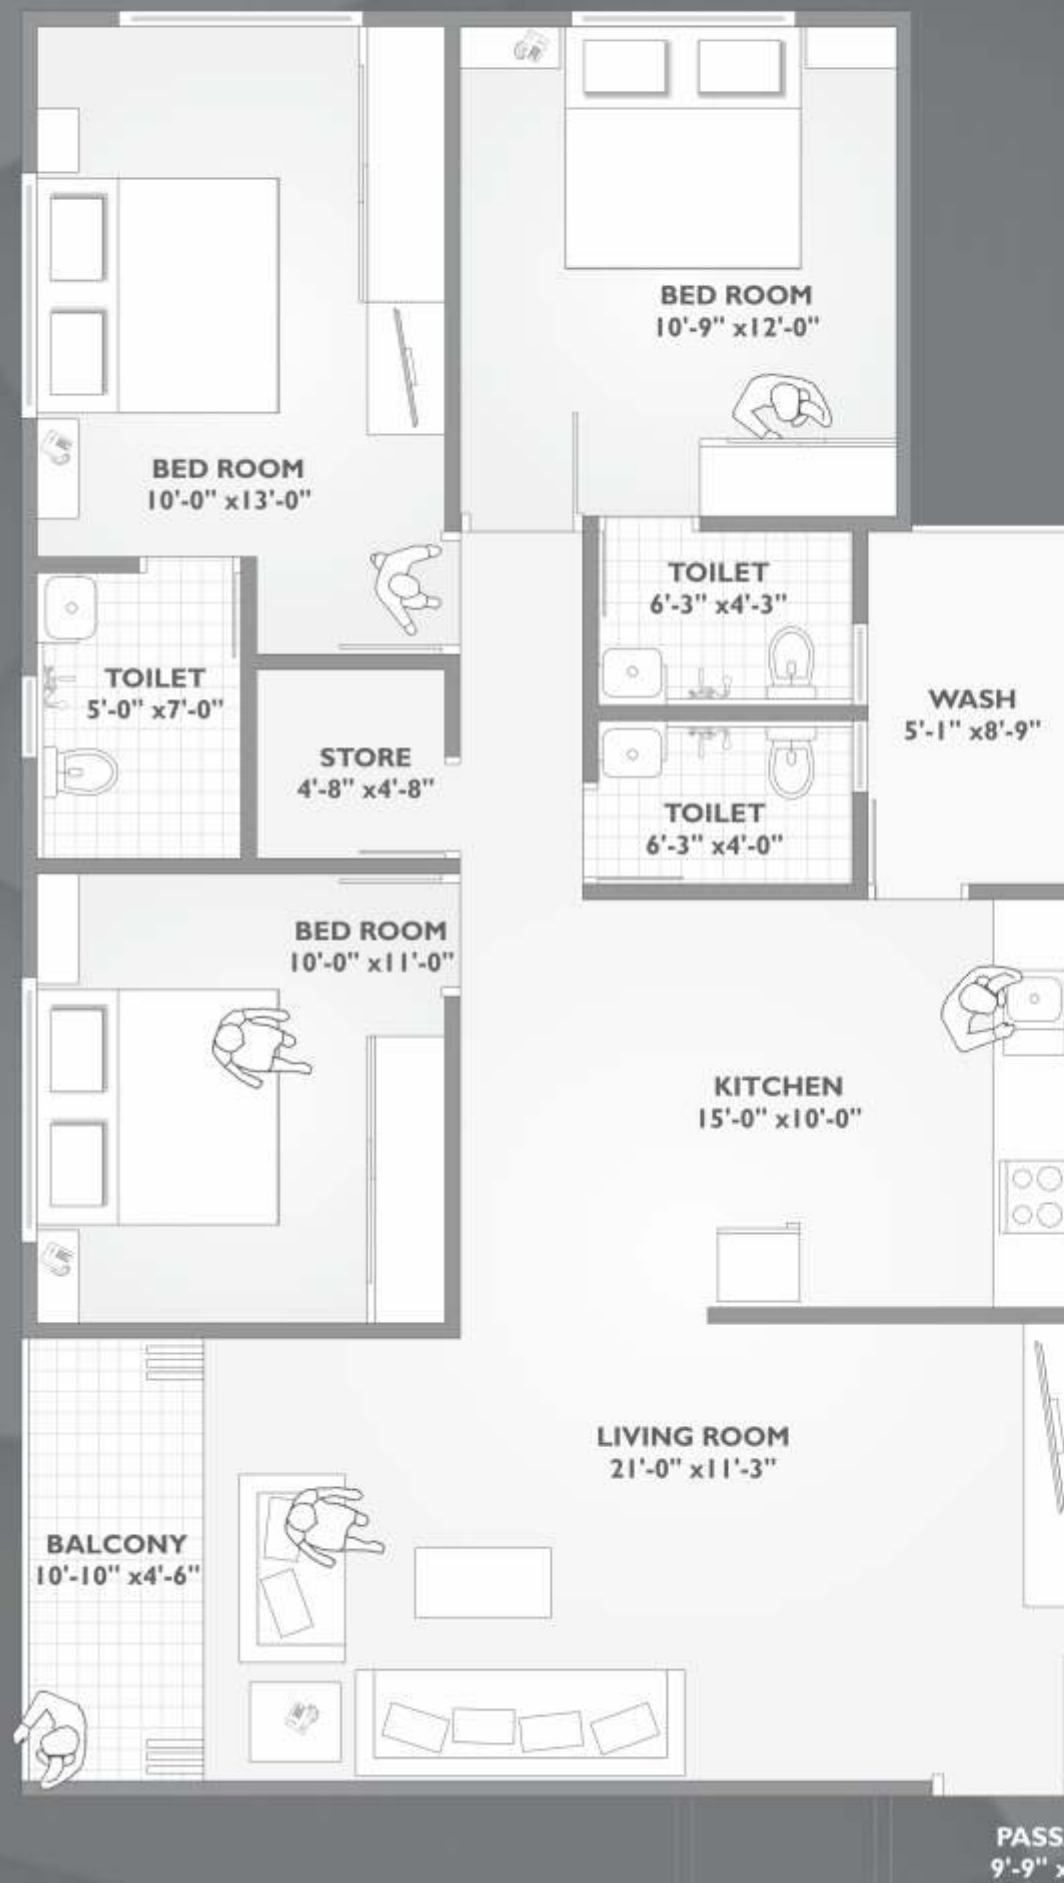 BED ROOM
10'-9" x12'-0"
BED ROOM
10'-0" x13'-0"
TOILET
6'-3" x4'-3"
TOILET
5'-0" x7'-0"
WASH
5'-1" x8'-9"
STORE
4'-8" x4'-8"
TOILET
6'-3" x4'-0"
BED ROOM
10'-0" x11'-0"
KITCHEN
15'-0" x10'-0"
LIVING ROOM
21'-0" x11'-3"
BALCONY
10'-10" x4'-6"
PASS
9'-9" x